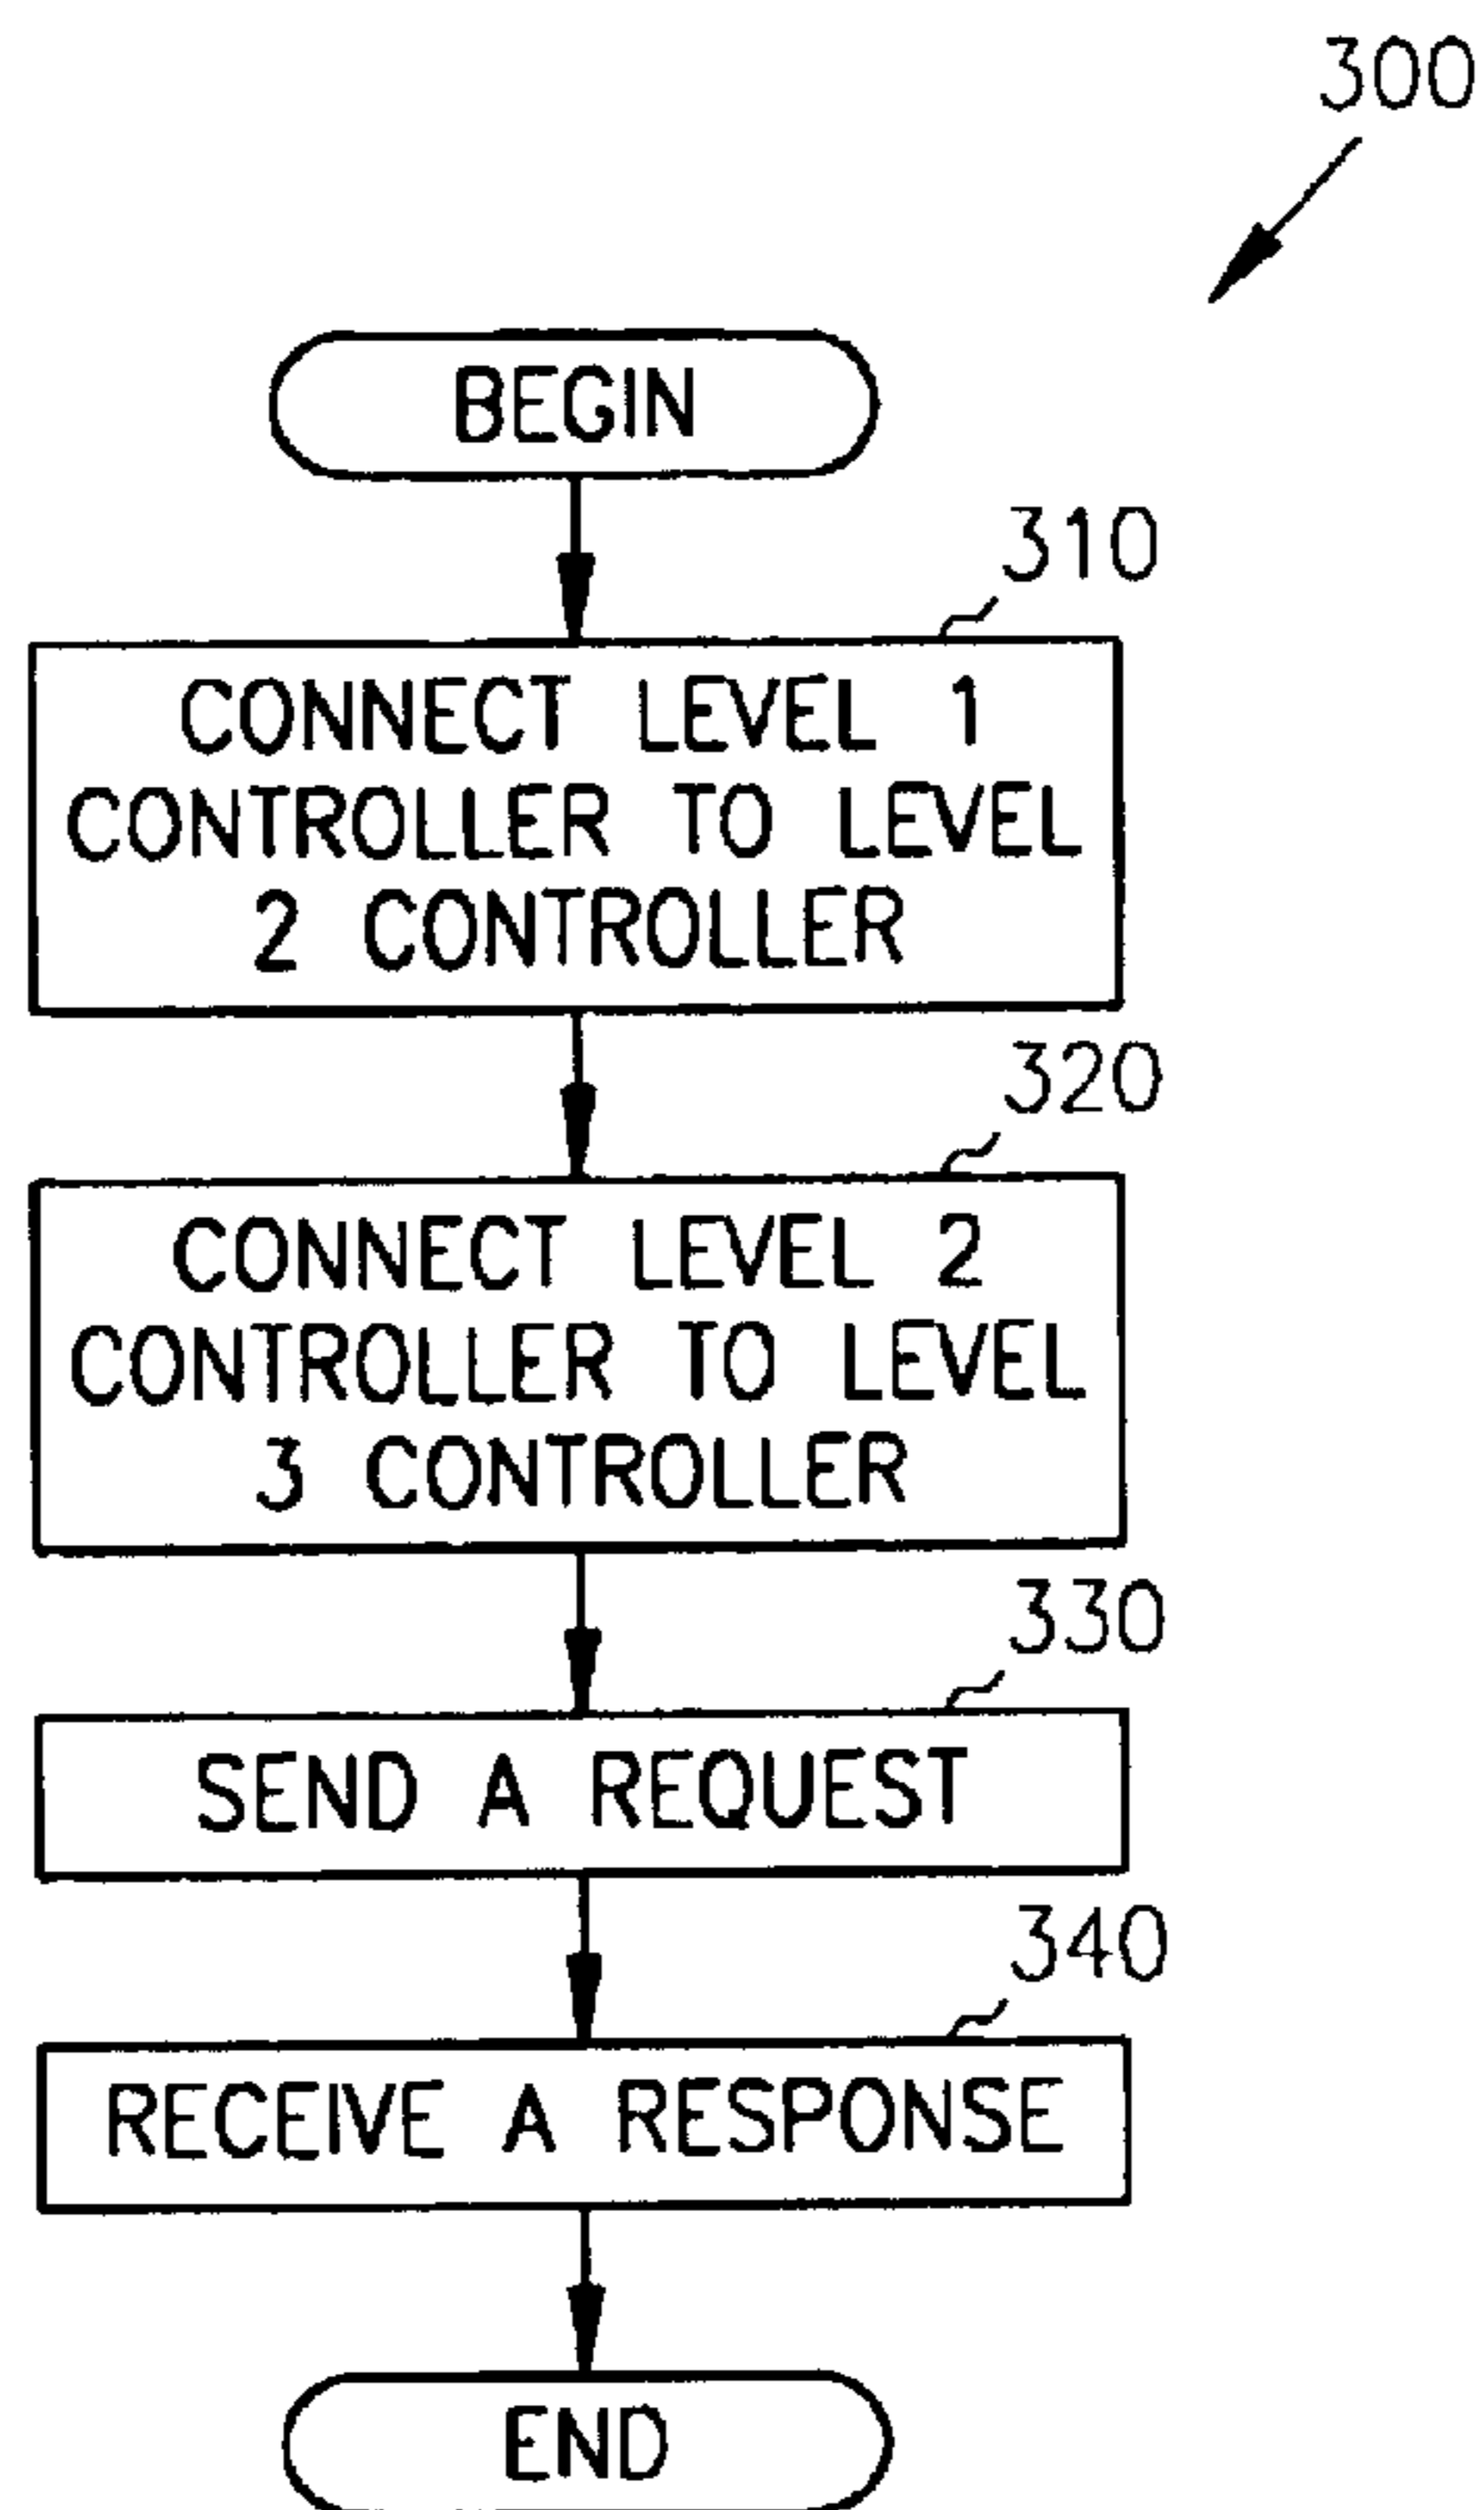 300
BEGIN
310
CONNECT LEVEL 1
CONTROLLER TO LEVEL
2 CONTROLLER
320
CONNECT LEVEL 2
CONTROLLER TO LEVEL
3 CONTROLLER
330
SEND A REQUEST
340
RECEIVE A RESPONSE
END